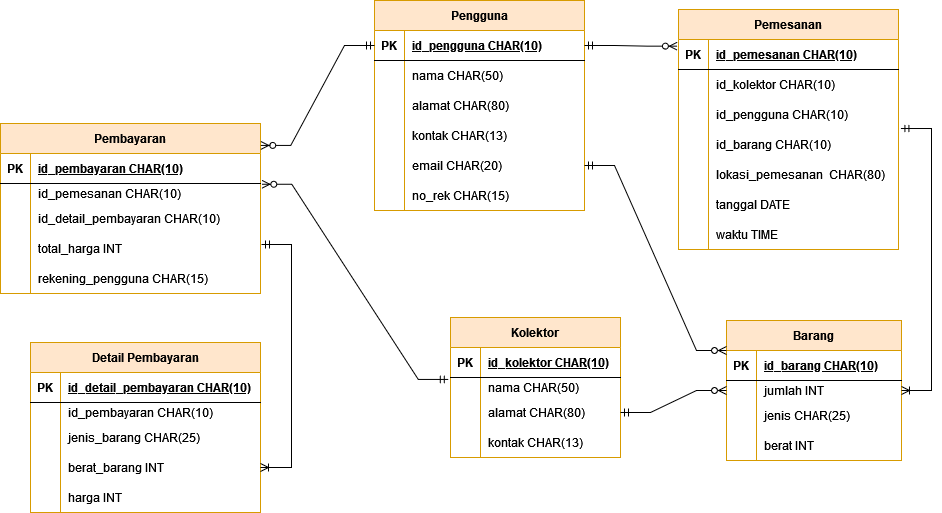 Pengguna
PK id_pengguna CHAR(10)
nama CHAR(50)
alamat CHAR(80)
kontak CHAR(13)
email CHAR(20)
no_rek CHAR(15)
Pemesanan
PK id_pemesanan CHAR(10)
id_kolektor CHAR(10)
id_pengguna CHAR(10)
id_barang CHAR(10)
lokasi_pemesanan CHAR(80)
tanggal DATE
waktu TIME
Pembayaran
PK id_pembayaran CHAR(10)
id_pemesanan CHAR(10)
id_detail_pembayaran CHAR(10)
total_harga INT
rekening_pengguna CHAR(15)
Detail Pembayaran
PK id_detail_pembayaran CHAR(10)
id_pembayaran CHAR(10)
jenis_barang CHAR(25)
berat_barang INT
harga INT
Kolektor
PK id_kolektor CHAR(10)
nama CHAR(50)
alamat CHAR(80)
kontak CHAR(13)
Barang
PK id_barang CHAR(10)
jumlah INT
jenis CHAR(25)
berat INT